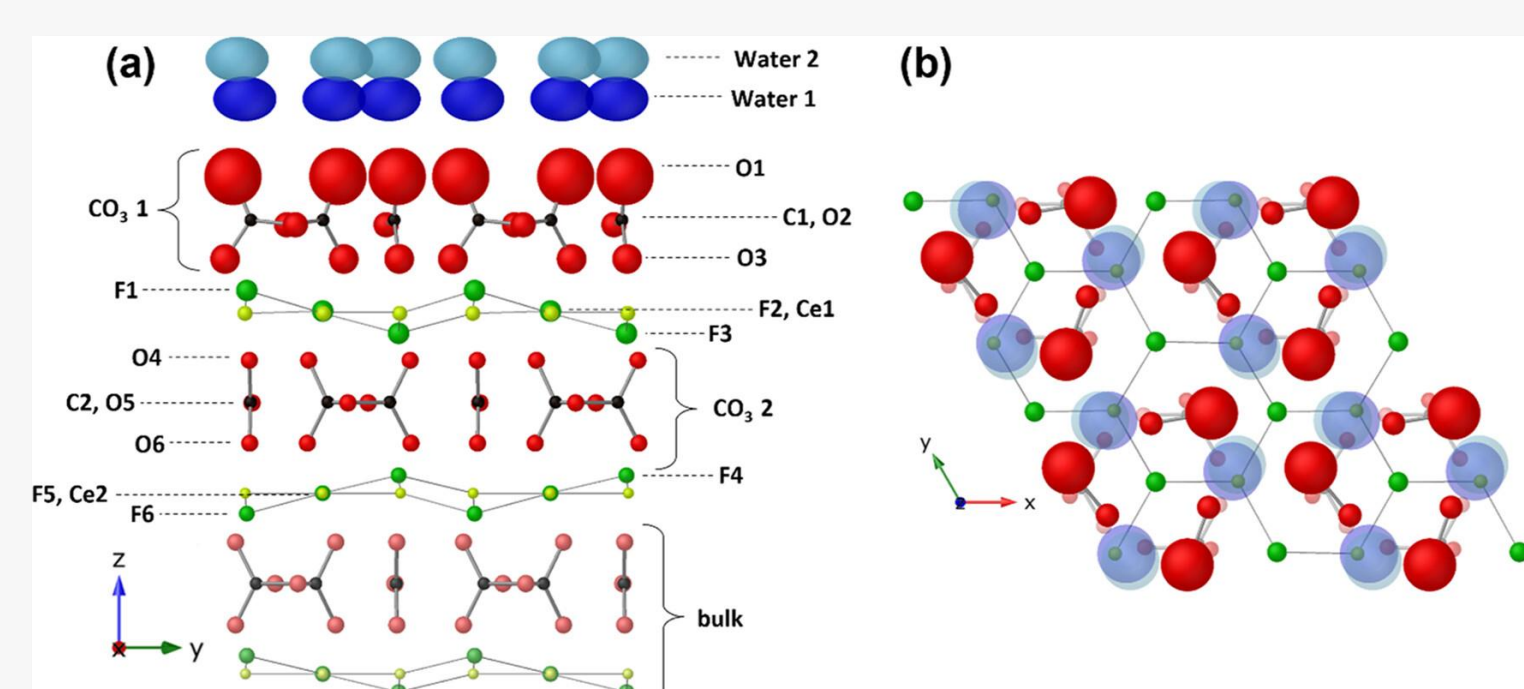 (a)
Water 2
Water 1
CO₃ 1
O1
C1, O2
O3
F1
F2, Ce1
F3
O4
C2, O5
CO₃ 2
O6
F4
F5, Ce2
F6
bulk
z
x
y
(b)
y
z
x